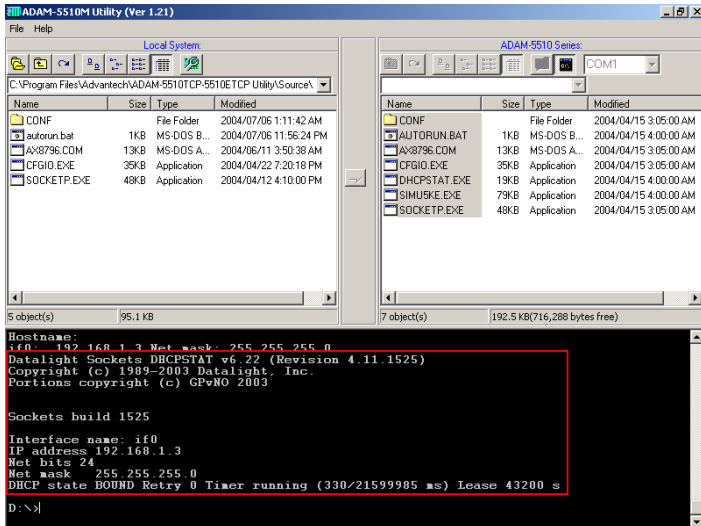 ADAM-5510M Utility (Ver 1.21)
File Help
Local System:
C:\Program Files\Advantech\ADAM-5510TCP-5510ETCP Utility\Source\
Name Size Type Modified
CONF File Folder 2004/07/06 1:11:42 AM
autorun.bat 1KB MS-DOS B... 2004/07/06 11:56:24 PM
AX8796.COM 13KB MS-DOS A... 2004/06/11 3:50:38 AM
CFGIO.EXE 35KB Application 2004/04/22 7:20:18 PM
SOCKETP.EXE 48KB Application 2004/04/12 4:10:00 PM
5 object(s) 95.1 KB
ADAM-5510 Series:
COM1
Name Size Type Modified
CONF File Folder 2004/04/15 3:05:00 AM
AUTORUN.BAT 1KB MS-DOS B... 2004/04/15 4:00:00 AM
AX8796.COM 13KB MS-DOS A... 2004/04/15 3:05:00 AM
CFGIO.EXE 35KB Application 2004/04/15 3:05:00 AM
DHCPSTAT.EXE 19KB Application 2004/04/15 4:00:00 AM
SIMU5KE.EXE 79KB Application 2004/04/15 4:00:00 AM
SOCKETP.EXE 48KB Application 2004/04/15 3:05:00 AM
7 object(s) 192.5 KB(716,288 bytes free)
Hostname:
if0: 192.168.1.3 Net mask: 255.255.255.0
Datalight Sockets DHCPSTAT v6.22 (Revision 4.11.1525)
Copyright (c) 1989-2003 Datalight, Inc.
Portions copyright (c) GPvNO 2003
Sockets build 1525
Interface name: if0
IP address 192.168.1.3
Net bits 24
Net mask 255.255.255.0
DHCP state BOUND Retry 0 Timer running (330/21599985 ms) Lease 43200 s
D:\>